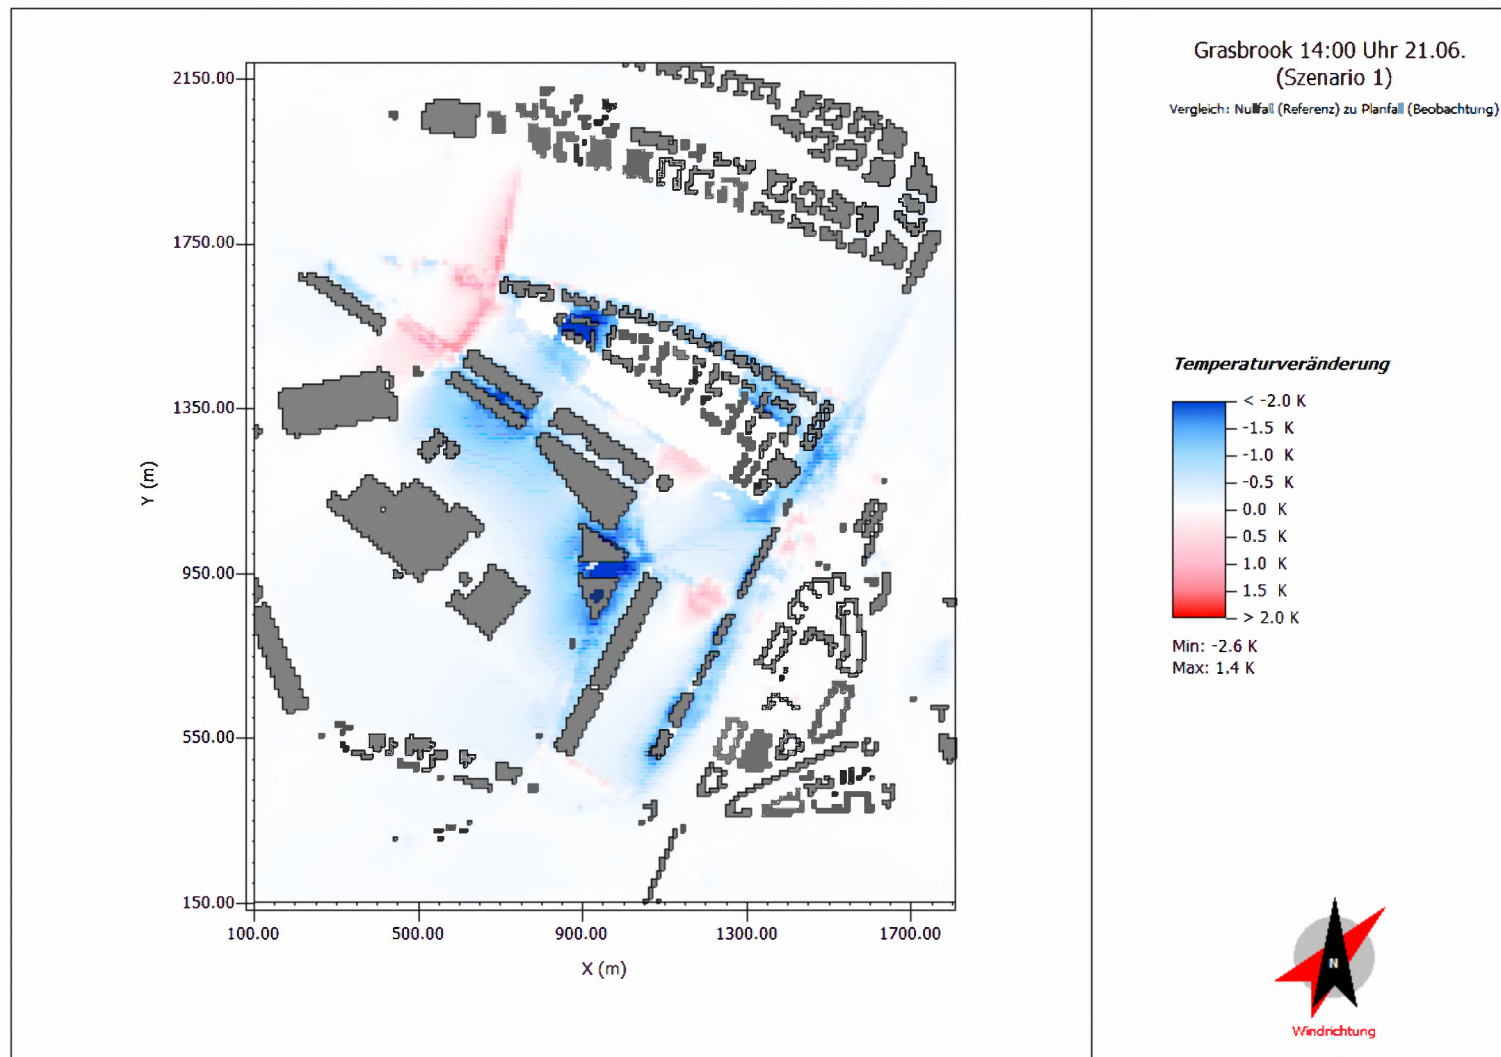 Grasbrook 14:00 Uhr 21.06.
(Szenario 1)
Vergleich: Nullfall (Referenz) zu Planfall (Beobachtung)
2150.00
1750.00
1350.00
950.00
550.00
150.00
Y (m)
100.00
500.00
900.00
1300.00
1700.00
X (m)
Temperaturveränderung
< -2.0 K
-1.5 K
-1.0 K
-0.5 K
0.0 K
0.5 K
1.0 K
1.5 K
> 2.0 K
Min: -2.6 K
Max: 1.4 K
N
Windrichtung